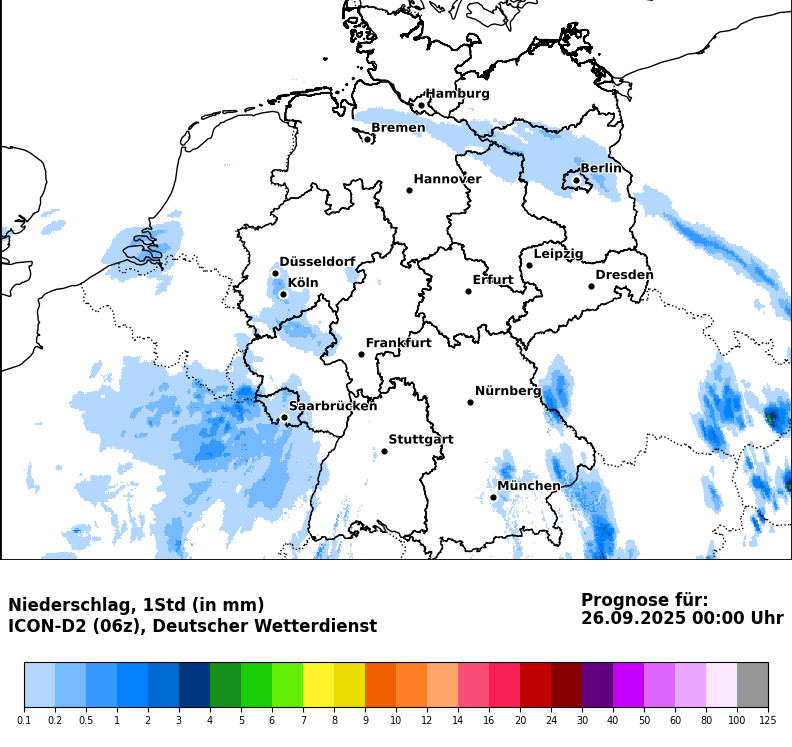 Hamburg
Bremen
Berlin
Hannover
Leipzig
Düsseldorf
Dresden
Köln
Erfurt
Frankfurt
Nürnberg
Saarbrücken
Stuttgart
München
Niederschlag, 1Std (in mm)
ICON-D2 (06z), Deutscher Wetterdienst
Prognose für:
26.09.2025 00:00 Uhr
0.1 0.2 0.5 1 2 3 4 5 6 7 8 9 10 12 14 16 20 24 30 40 50 60 80 100 125